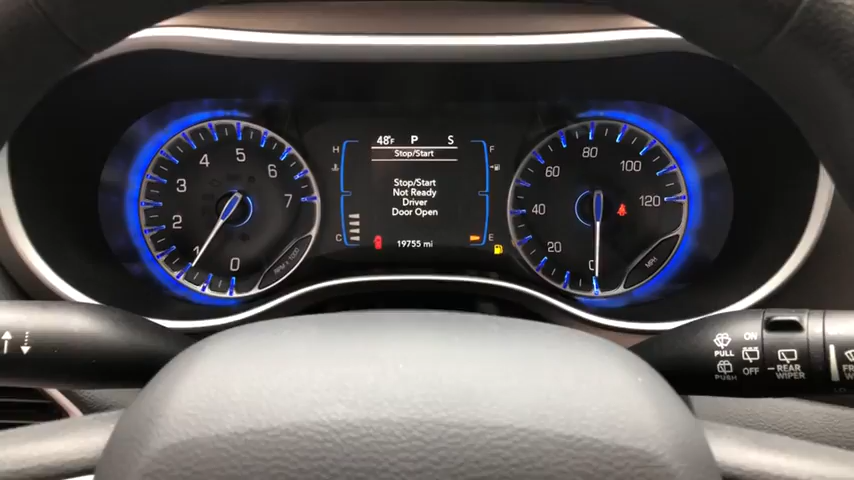 48°F P S
Stop/Start
Stop/Start
Not Ready
Driver
Door Open
19755 mi
H
C
F
E
0
1
2
3
4
5
6
7
RPM x 1000
0
20
40
60
80
100
120
MPH
PULL
PUSH
ON
OFF
REAR
WIPER